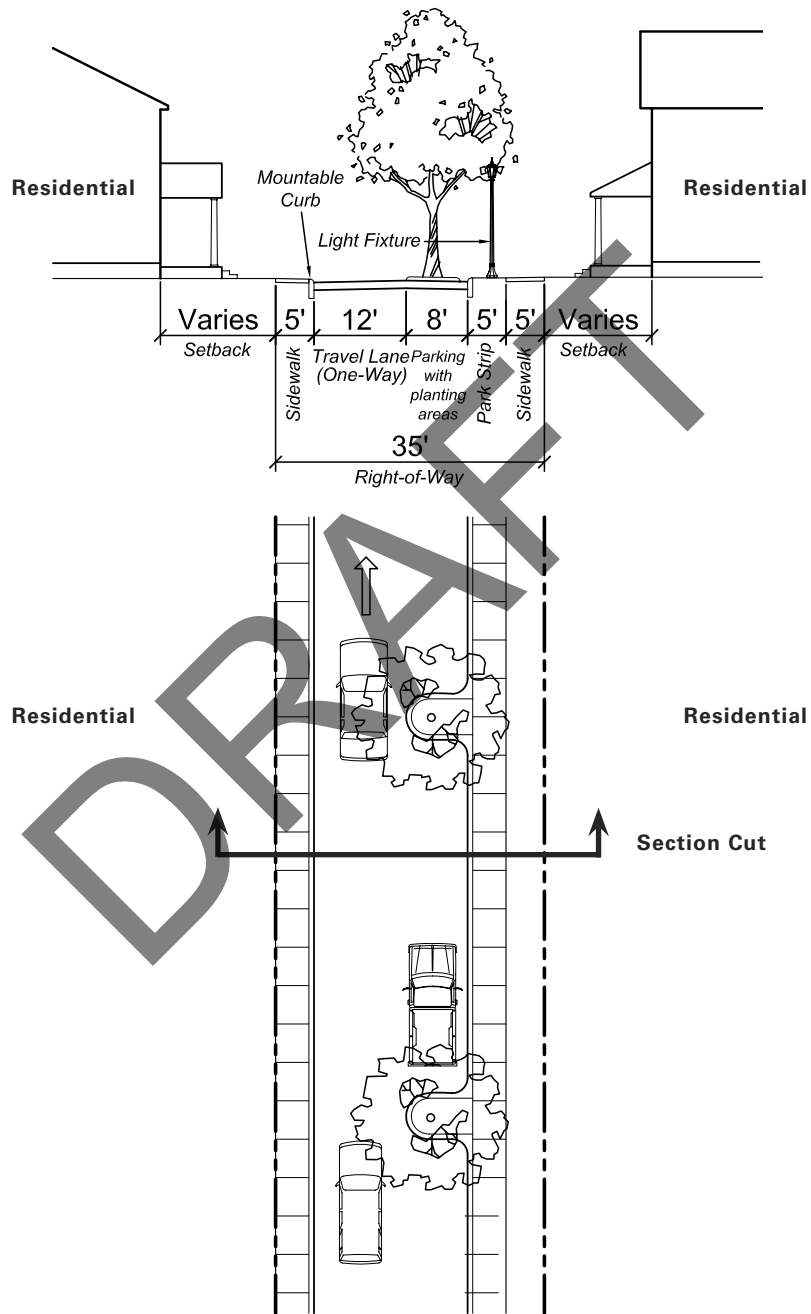 Residential
Mountable
Curb
Light Fixture
Residential
Varies 5' 12' 8' 5' 5' Varies
Setback
Sidewalk
Travel Lane
(One-Way)
Parking
with
planting
areas
Park Strip
Sidewalk
Setback
35'
Right-of-Way
DRAFT
Residential
Residential
Section Cut